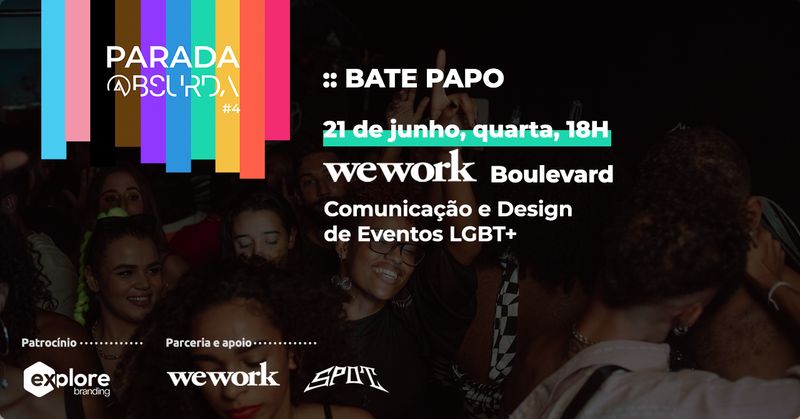 PARADA
ABSURDA
#4
:: BATE PAPO
21 de junho, quarta, 18H
wework Boulevard
Comunicação e Design
de Eventos LGBT+
Patrocínio
Parceria e apoio
explore
branding
wework
SPOT